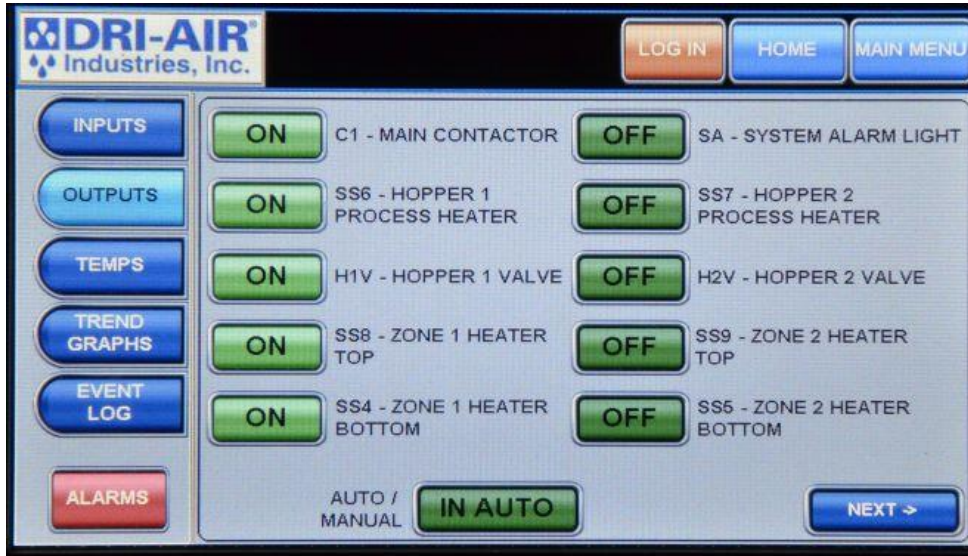 DRI-AIR®
Industries, Inc.
LOG IN
HOME
MAIN MENU
INPUTS
OUTPUTS
TEMPS
TREND
GRAPHS
EVENT
LOG
ALARMS
ON
C1 - MAIN CONTACTOR
OFF
SA - SYSTEM ALARM LIGHT
ON
SS6 - HOPPER 1
PROCESS HEATER
OFF
SS7 - HOPPER 2
PROCESS HEATER
ON
H1V - HOPPER 1 VALVE
OFF
H2V - HOPPER 2 VALVE
ON
SS8 - ZONE 1 HEATER
TOP
OFF
SS9 - ZONE 2 HEATER
TOP
ON
SS4 - ZONE 1 HEATER
BOTTOM
OFF
SS5 - ZONE 2 HEATER
BOTTOM
AUTO /
MANUAL
IN AUTO
NEXT ->